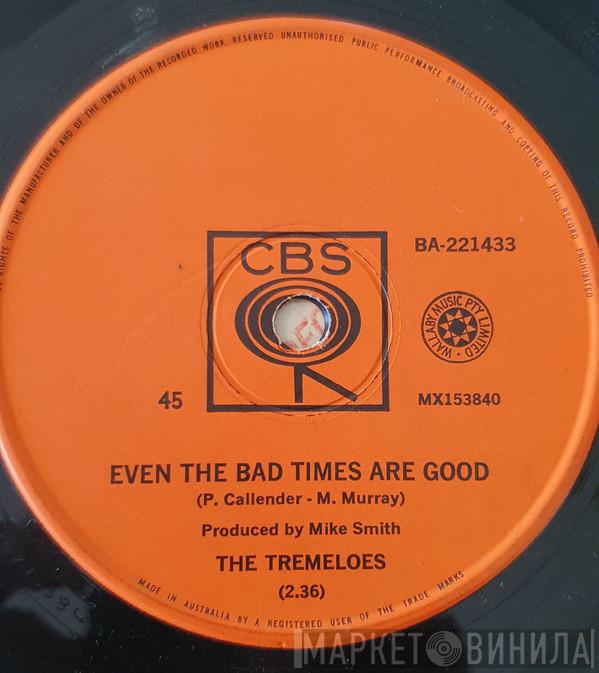 RIGHTS OF THE MANUFACTURER AND OF THE OWNER OF THE RECORDED WORK RESERVED UNAUTHORISED PUBLIC PERFORMANCE BROADCASTING AND COPYING OF THIS RECORD PROHIBITED
CBS
BA-221433
WALLABY MUSIC PTY LIMITED
45
MX153840
EVEN THE BAD TIMES ARE GOOD
(P. Callender - M. Murray)
Produced by Mike Smith
THE TREMELOES
(2.36)
MADE IN AUSTRALIA BY A REGISTERED USER OF THE TRADE MARKS
МАРКЕТ ВИНИЛА